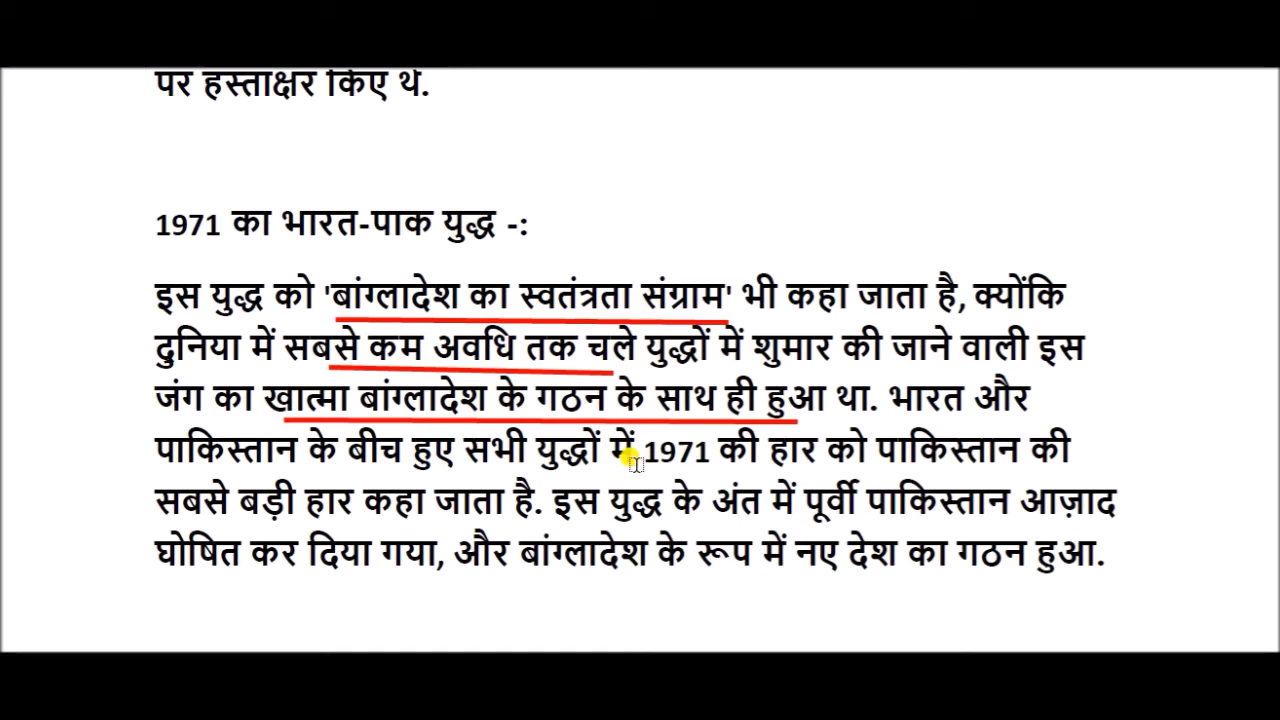 पर हस्ताक्षर किए थे.
1971 का भारत-पाक युद्ध -:
इस युद्ध को 'बांग्लादेश का स्वतंत्रता संग्राम' भी कहा जाता है, क्योंकि
दुनिया में सबसे कम अवधि तक चले युद्धों में शुमार की जाने वाली इस
जंग का खात्मा बांग्लादेश के गठन के साथ ही हुआ था. भारत और
पाकिस्तान के बीच हुए सभी युद्धों में 1971 की हार को पाकिस्तान की
सबसे बड़ी हार कहा जाता है. इस युद्ध के अंत में पूर्वी पाकिस्तान आज़ाद
घोषित कर दिया गया, और बांग्लादेश के रूप में नए देश का गठन हुआ.